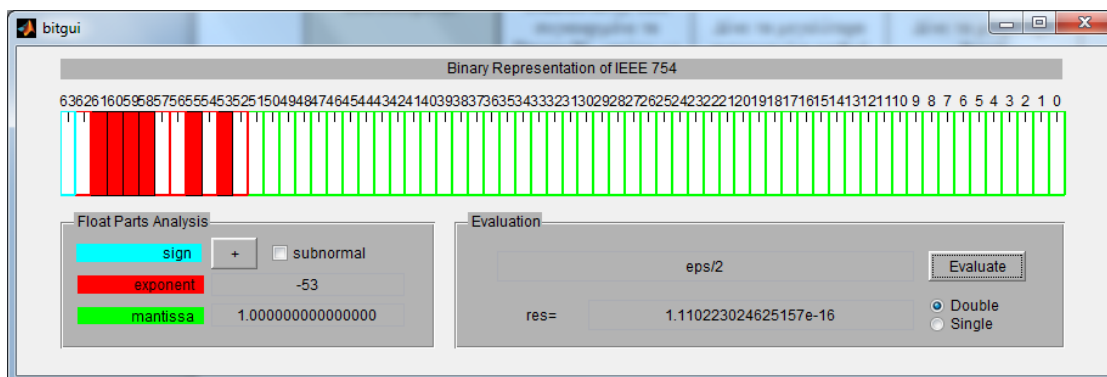 bitgui
Binary Representation of IEEE 754
63626160595857565554535251504948474645444342414039383736353433323130292827262524232221201918171615141312111098 7 6 5 4 3 2 1 0
Float Parts Analysis
sign + subnormal
exponent -53
mantissa 1.000000000000000
Evaluation
eps/2 Evaluate
res= 1.110223024625157e-16
Double
Single